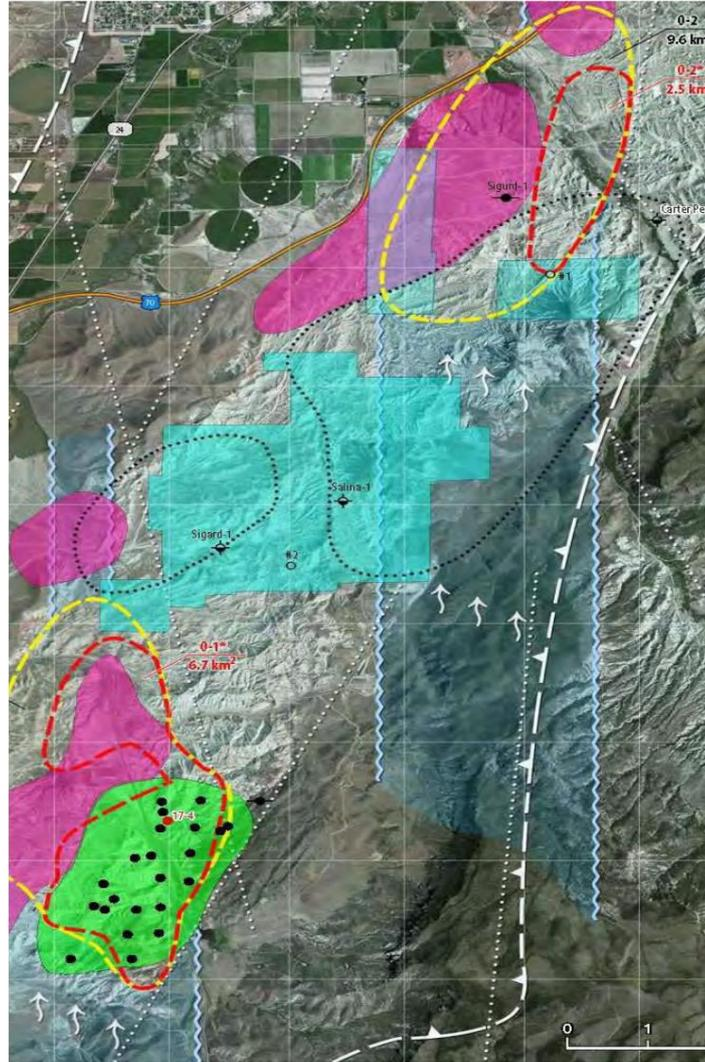 0-2
9.6 km
0-2*
2.5 km
24
Sigurd-1
Carter Pe
#1
70
Salina-1
Sigard-1
#2
0-1*
6.7 km²
17-4
0
1